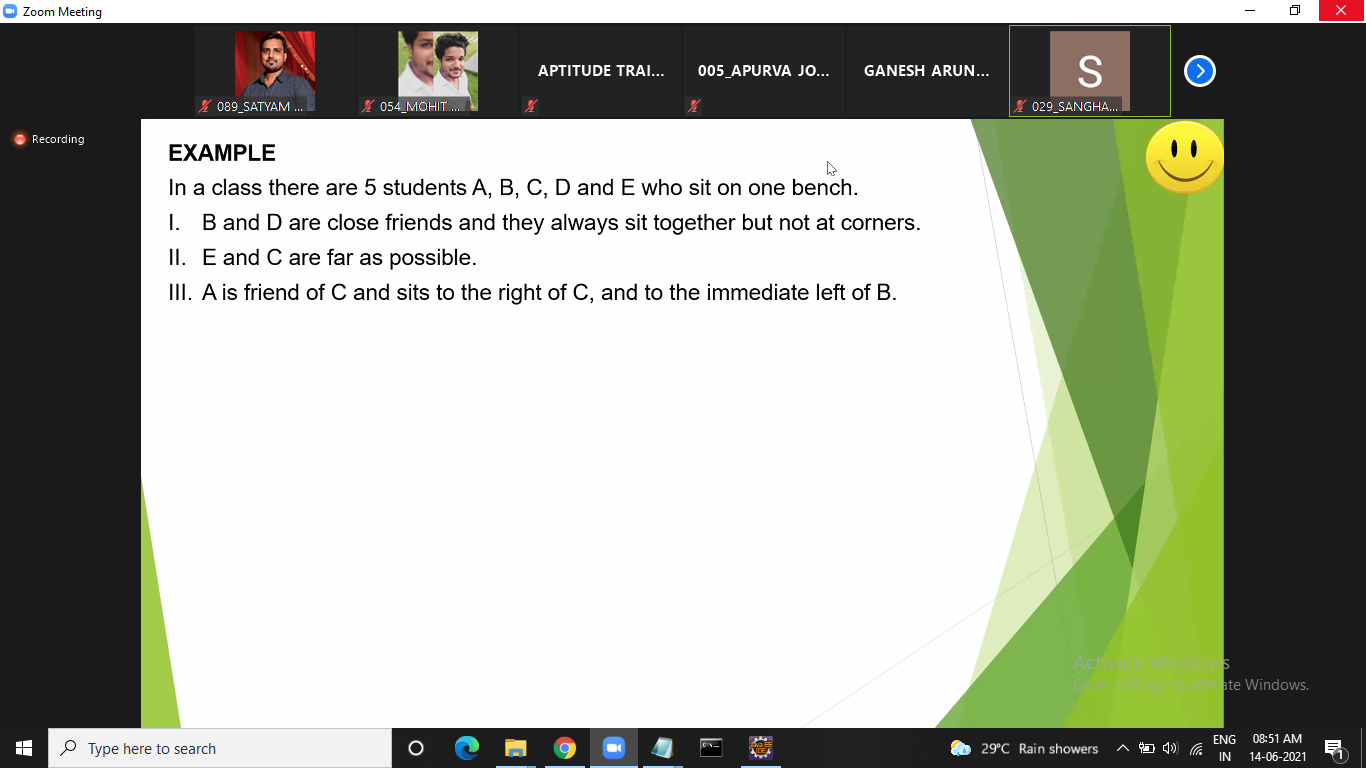 Zoom Meeting
089_SATYAM ...
054_MOHIT ...
APTITUDE TRAI...
005_APURVA JO...
GANESH ARUN...
S
029_SANGHA...
Recording
EXAMPLE
In a class there are 5 students A, B, C, D and E who sit on one bench.
I. B and D are close friends and they always sit together but not at corners.
II. E and C are far as possible.
III. A is friend of C and sits to the right of C, and to the immediate left of B.
Activate Windows
Go to Settings to activate Windows.
Type here to search
29°C Rain showers
ENG
IN
08:51 AM
14-06-2021
1